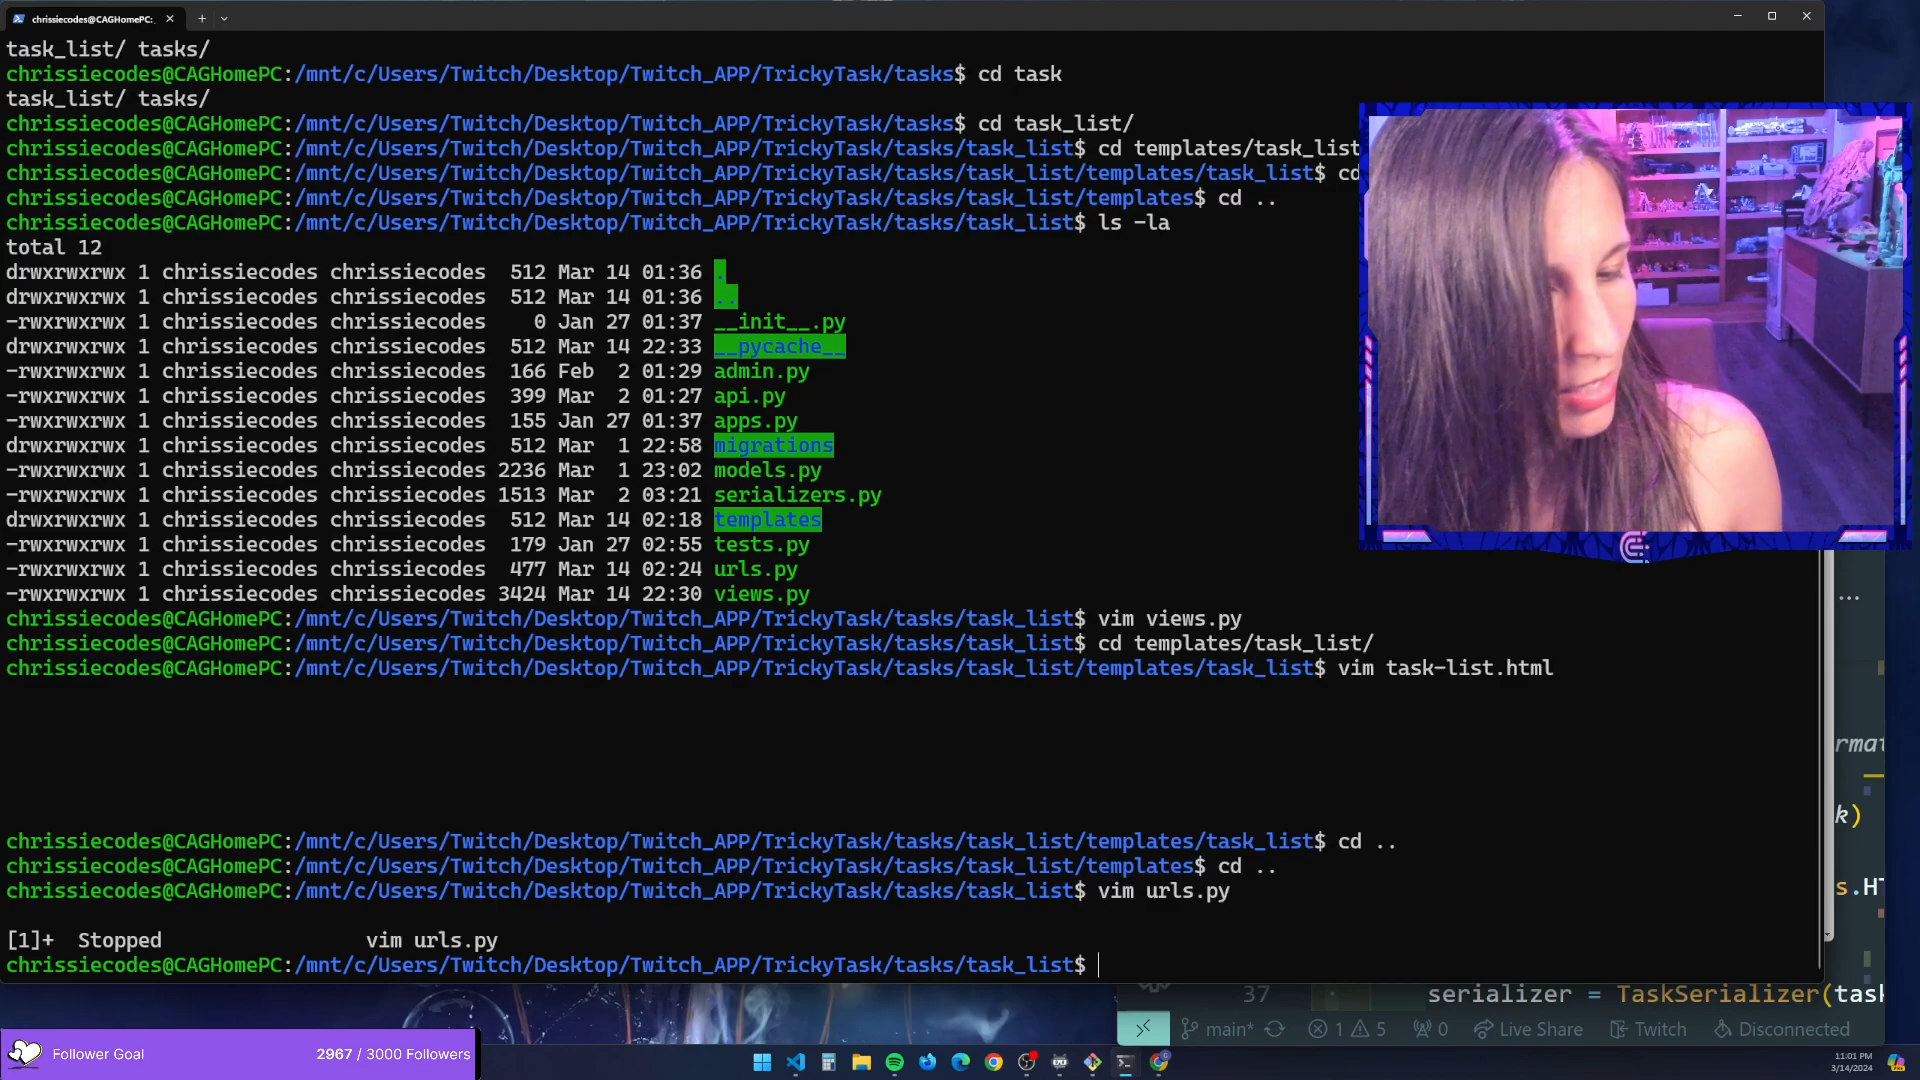 chrissiecodes@CAGHomePC:
task_list/ tasks/
chrissiecodes@CAGHomePC:/mnt/c/Users/Twitch/Desktop/Twitch_APP/TrickyTask/tasks$ cd task
task_list/ tasks/
chrissiecodes@CAGHomePC:/mnt/c/Users/Twitch/Desktop/Twitch_APP/TrickyTask/tasks$ cd task_list/
chrissiecodes@CAGHomePC:/mnt/c/Users/Twitch/Desktop/Twitch_APP/TrickyTask/tasks/task_list$ cd templates/task_list
chrissiecodes@CAGHomePC:/mnt/c/Users/Twitch/Desktop/Twitch_APP/TrickyTask/tasks/task_list/templates/task_list$ cd
chrissiecodes@CAGHomePC:/mnt/c/Users/Twitch/Desktop/Twitch_APP/TrickyTask/tasks/task_list/templates$ cd ..
chrissiecodes@CAGHomePC:/mnt/c/Users/Twitch/Desktop/Twitch_APP/TrickyTask/tasks/task_list$ ls -la
total 12
drwxrwxrwx 1 chrissiecodes chrissiecodes  512 Mar 14 01:36 .
drwxrwxrwx 1 chrissiecodes chrissiecodes  512 Mar 14 01:36 ..
-rwxrwxrwx 1 chrissiecodes chrissiecodes    0 Jan 27 01:37 __init__.py
drwxrwxrwx 1 chrissiecodes chrissiecodes  512 Mar 14 22:33 __pycache__
-rwxrwxrwx 1 chrissiecodes chrissiecodes  166 Feb  2 01:29 admin.py
-rwxrwxrwx 1 chrissiecodes chrissiecodes  399 Mar  2 01:27 api.py
-rwxrwxrwx 1 chrissiecodes chrissiecodes  155 Jan 27 01:37 apps.py
drwxrwxrwx 1 chrissiecodes chrissiecodes  512 Mar  1 22:58 migrations
-rwxrwxrwx 1 chrissiecodes chrissiecodes 2236 Mar  1 23:02 models.py
-rwxrwxrwx 1 chrissiecodes chrissiecodes 1513 Mar  2 03:21 serializers.py
drwxrwxrwx 1 chrissiecodes chrissiecodes  512 Mar 14 02:18 templates
-rwxrwxrwx 1 chrissiecodes chrissiecodes  179 Jan 27 02:55 tests.py
-rwxrwxrwx 1 chrissiecodes chrissiecodes  477 Mar 14 02:24 urls.py
-rwxrwxrwx 1 chrissiecodes chrissiecodes 3424 Mar 14 22:30 views.py
chrissiecodes@CAGHomePC:/mnt/c/Users/Twitch/Desktop/Twitch_APP/TrickyTask/tasks/task_list$ vim views.py
chrissiecodes@CAGHomePC:/mnt/c/Users/Twitch/Desktop/Twitch_APP/TrickyTask/tasks/task_list$ cd templates/task_list/
chrissiecodes@CAGHomePC:/mnt/c/Users/Twitch/Desktop/Twitch_APP/TrickyTask/tasks/task_list/templates/task_list$ vim task-list.html
chrissiecodes@CAGHomePC:/mnt/c/Users/Twitch/Desktop/Twitch_APP/TrickyTask/tasks/task_list/templates/task_list$ cd ..
chrissiecodes@CAGHomePC:/mnt/c/Users/Twitch/Desktop/Twitch_APP/TrickyTask/tasks/task_list/templates$ cd ..
chrissiecodes@CAGHomePC:/mnt/c/Users/Twitch/Desktop/Twitch_APP/TrickyTask/tasks/task_list$ vim urls.py
[1]+  Stopped                 vim urls.py
chrissiecodes@CAGHomePC:/mnt/c/Users/Twitch/Desktop/Twitch_APP/TrickyTask/tasks/task_list$
k)
s.H
37 serializer = TaskSerializer(task
main* 1 5 0 Live Share Twitch Disconnected
Follower Goal 2967 / 3000 Followers
11:01 PM
3/14/2024